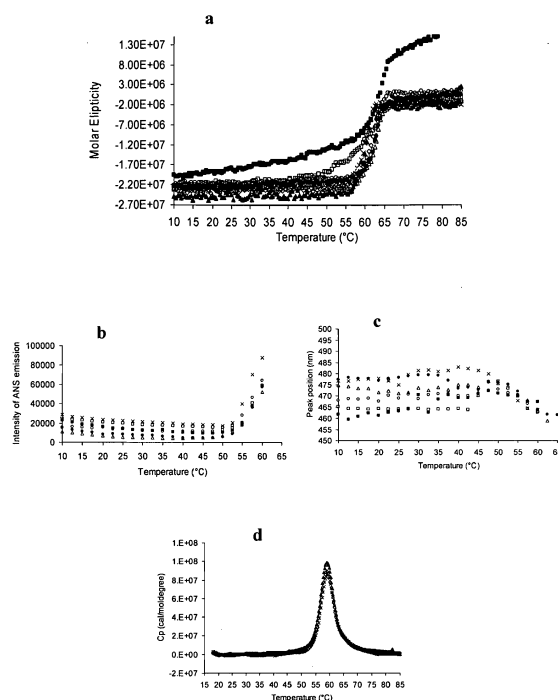 a
1.30E+07
8.00E+06
3.00E+06
-2.00E+06
-7.00E+06
-1.20E+07
-1.70E+07
-2.20E+07
-2.70E+07
Molar Elipticity
10 15 20 25 30 35 40 45 50 55 60 65 70 75 80 85
Temperature (°C)
b
100000
80000
60000
40000
20000
0
Intensity of ANS emission
10 15 20 25 30 35 40 45 50 55 60 65
Temperature (°C)
c
500
495
490
485
480
475
470
465
460
455
450
Peak position (nm)
10 15 20 25 30 35 40 45 50 55 60
Temperature (°C)
d
1.E+08
1.E+08
8.E+07
6.E+07
4.E+07
2.E+07
0.E+00
-2.E+07
Cp (cal/moldegree)
15 20 25 30 35 40 45 50 55 60 65 70 75 80 85
Temperature (°C)